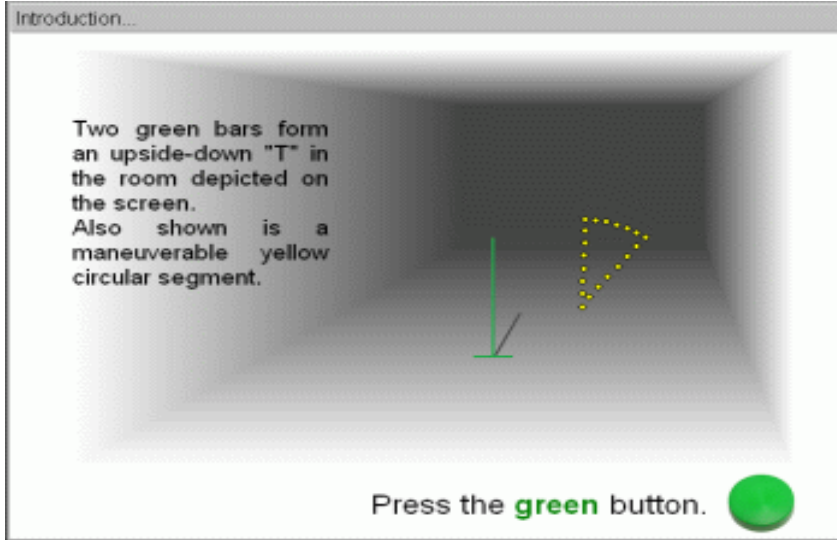 Introduction...
Two green bars form
an upside-down "T" in
the room depicted on
the screen.
Also shown is a
maneuverable yellow
circular segment.
Press the green button.